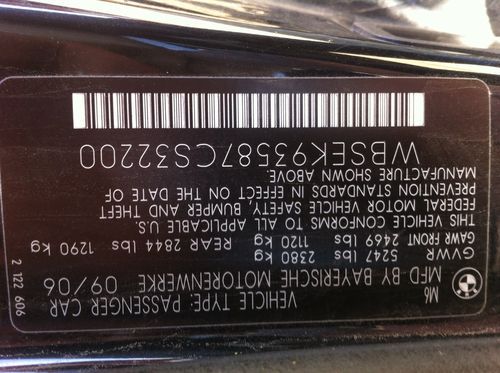 VEHICLE TYPE: PASSENGER CAR
M6
MFD BY BAYERISCHE MOTORENWERKE 09/06
GVWR 5247 lbs 2380 kg
GAWR FRONT 2469 lbs 1120 kg REAR 2844 lbs 1290 kg
THIS VEHICLE CONFORMS TO ALL APPLICABLE U.S.
FEDERAL MOTOR VEHICLE SAFETY, BUMPER AND THEFT
PREVENTION STANDARDS IN EFFECT ON THE DATE OF
MANUFACTURE SHOWN ABOVE.
WBSEK93587CS32200
2 122 606